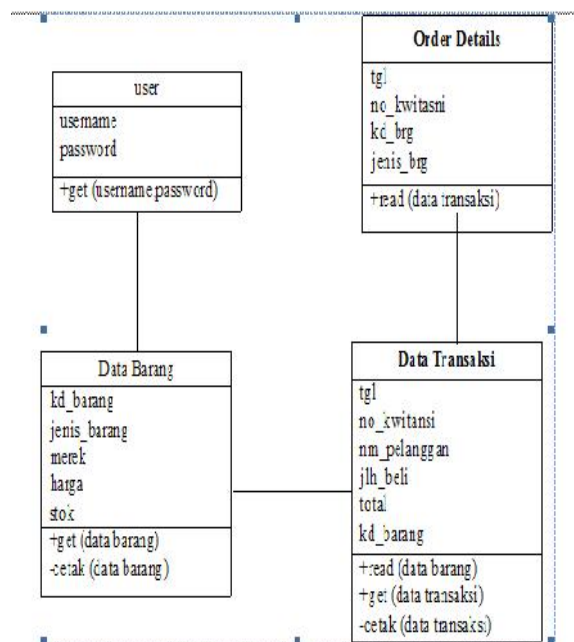 user
username
password
+get (username password)
Order Details
tgl
no_kwitasni
kd_brg
jenis_brg
+read (data transaksi)
Data Barang
kd_barang
jenis_barang
merek
harga
stok
+get (data barang)
-cetak (data barang)
Data Transaksi
tgl
no_kwitansi
nm_pelanggan
jlh_beli
total
kd_barang
+read (data barang)
+get (data transaksi)
-cetak (data transaksi)